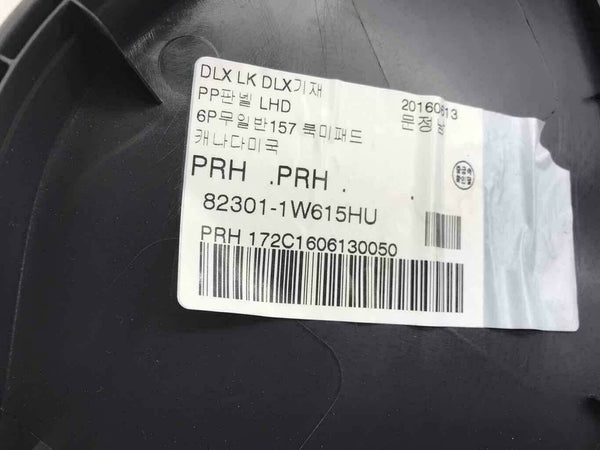 DLX LK DLX기재
PP판넬 LHD
20160613
6P무일반157 북미패드
문정
캐나다미국
PRH .PRH .
82301-1W615HU
PRH 172C1606130050